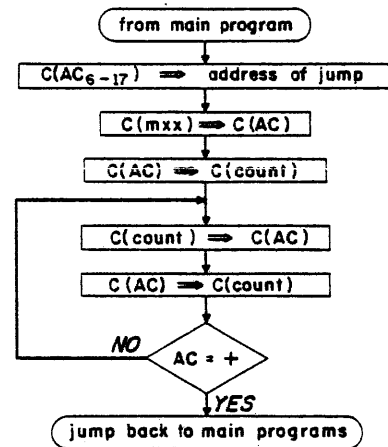 from main program
C(AC₆₋₁₇) ⇒ address of jump
C(mxx) ⇒ C(AC)
C(AC) ⇒ C(count)
C(count) ⇒ C(AC)
C(AC) ⇒ C(count)
NO
AC = +
YES
jump back to main programs